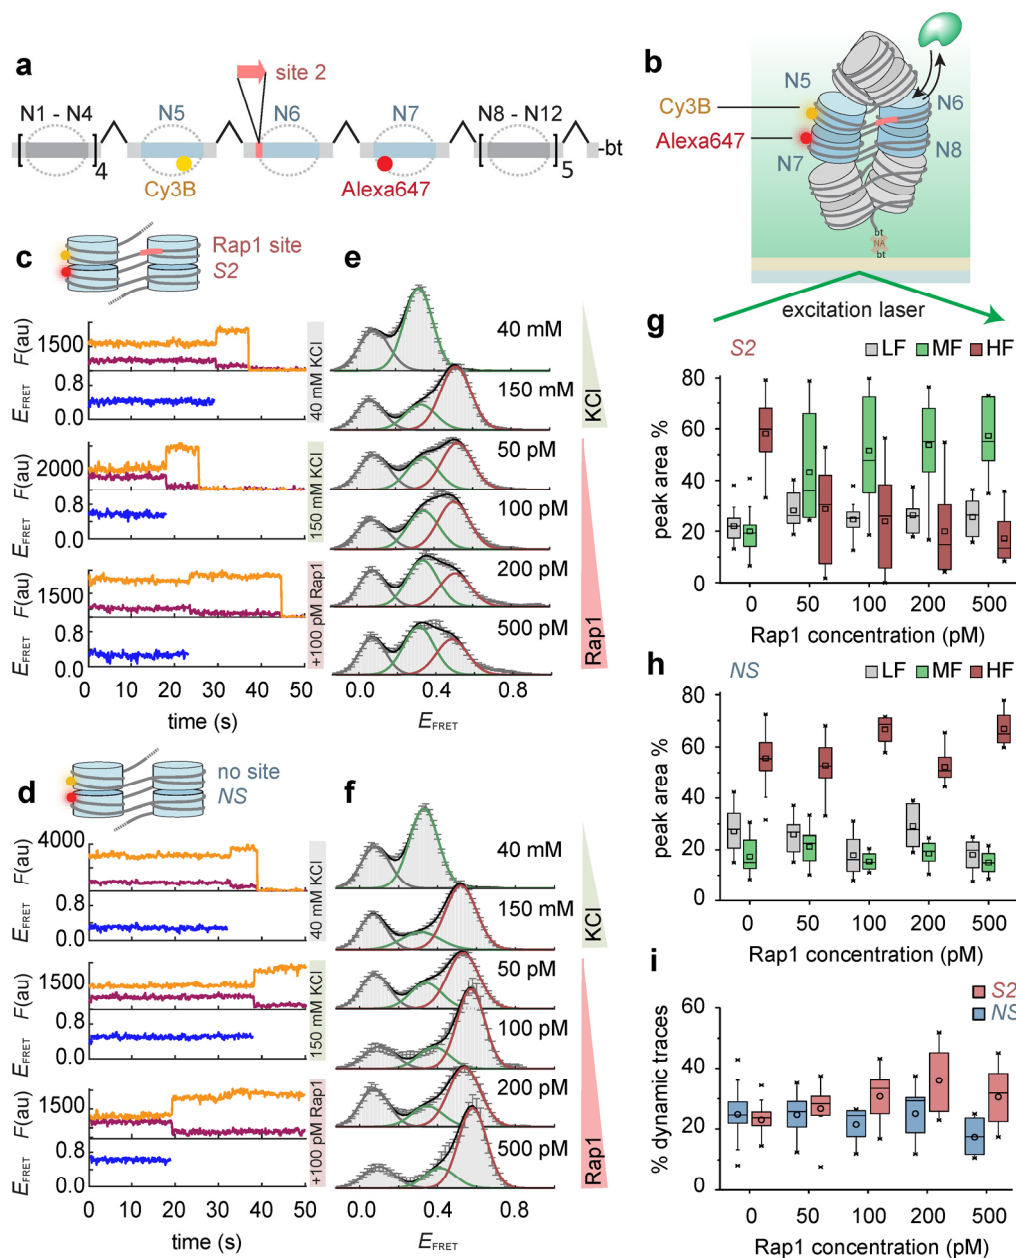 a
site 2
N1 - N4
N5
N6
N7
N8 - N12
4
5
-bt
Cy3B
Alexa647
b
N5
N6
Cy3B
Alexa647
N7
N8
bt
NA
bt
excitation laser
c
Rap1 site
S2
F(au)
1500
40 mM KCl
EFRET
0.8
0.0
F(au)
2000
150 mM KCl
EFRET
0.8
0.0
F(au)
1500
+100 pM Rap1
EFRET
0.8
0.0
0 10 20 30 40 50
time (s)
e
40 mM
150 mM
KCl
50 pM
100 pM
200 pM
500 pM
Rap1
0.0 0.4 0.8
EFRET
g
S2
LF MF HF
peak area %
80
60
40
20
0
0 50 100 200 500
Rap1 concentration (pM)
d
no site
NS
F(au)
4000
0
40 mM KCl
EFRET
0.8
0.0
F(au)
1500
150 mM KCl
EFRET
0.8
0.0
F(au)
1500
+100 pM Rap1
EFRET
0.8
0.0
0 10 20 30 40 50
time (s)
f
40 mM
150 mM
KCl
50 pM
100 pM
200 pM
500 pM
Rap1
0.0 0.4 0.8
EFRET
h
NS
LF MF HF
peak area %
80
60
40
20
0
0 50 100 200 500
Rap1 concentration (pM)
i
S2
NS
% dynamic traces
60
40
20
0
0 50 100 200 500
Rap1 concentration (pM)